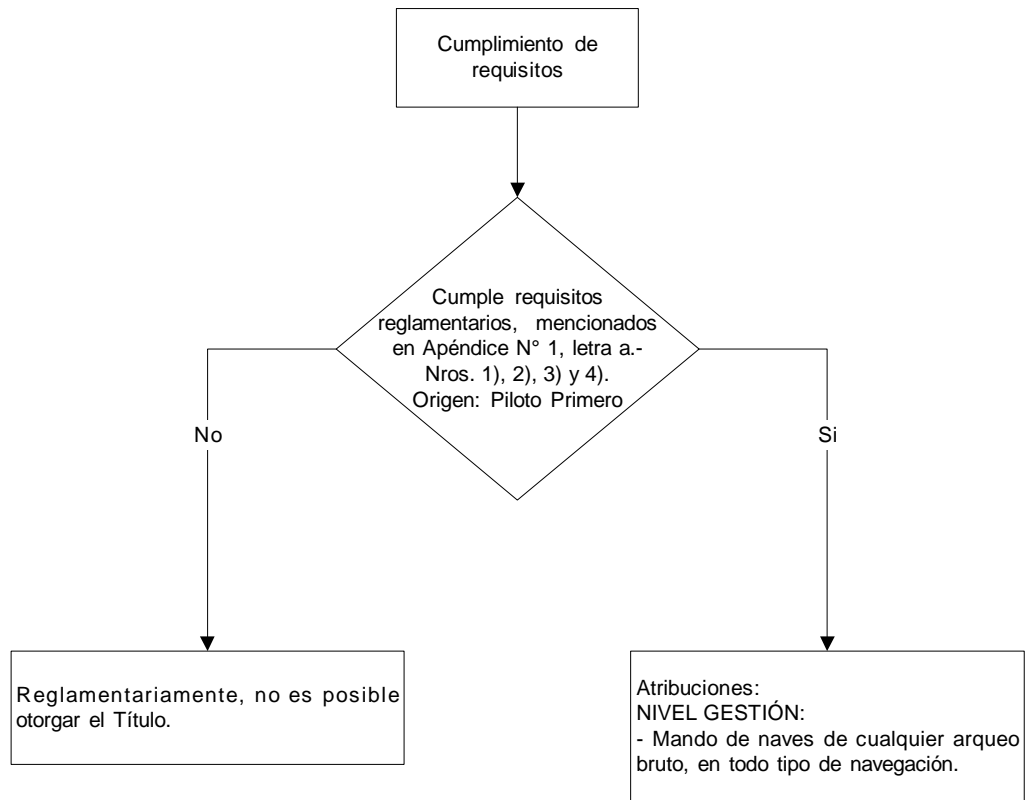 Cumplimiento de
requisitos
Cumple requisitos
reglamentarios, mencionados
en Apéndice N° 1, letra a.-
Nros. 1), 2), 3) y 4).
Origen: Piloto Primero
No
Si
Reglamentariamente, no es posible
otorgar el Título.
Atribuciones:
NIVEL GESTIÓN:
- Mando de naves de cualquier arqueo
bruto, en todo tipo de navegación.